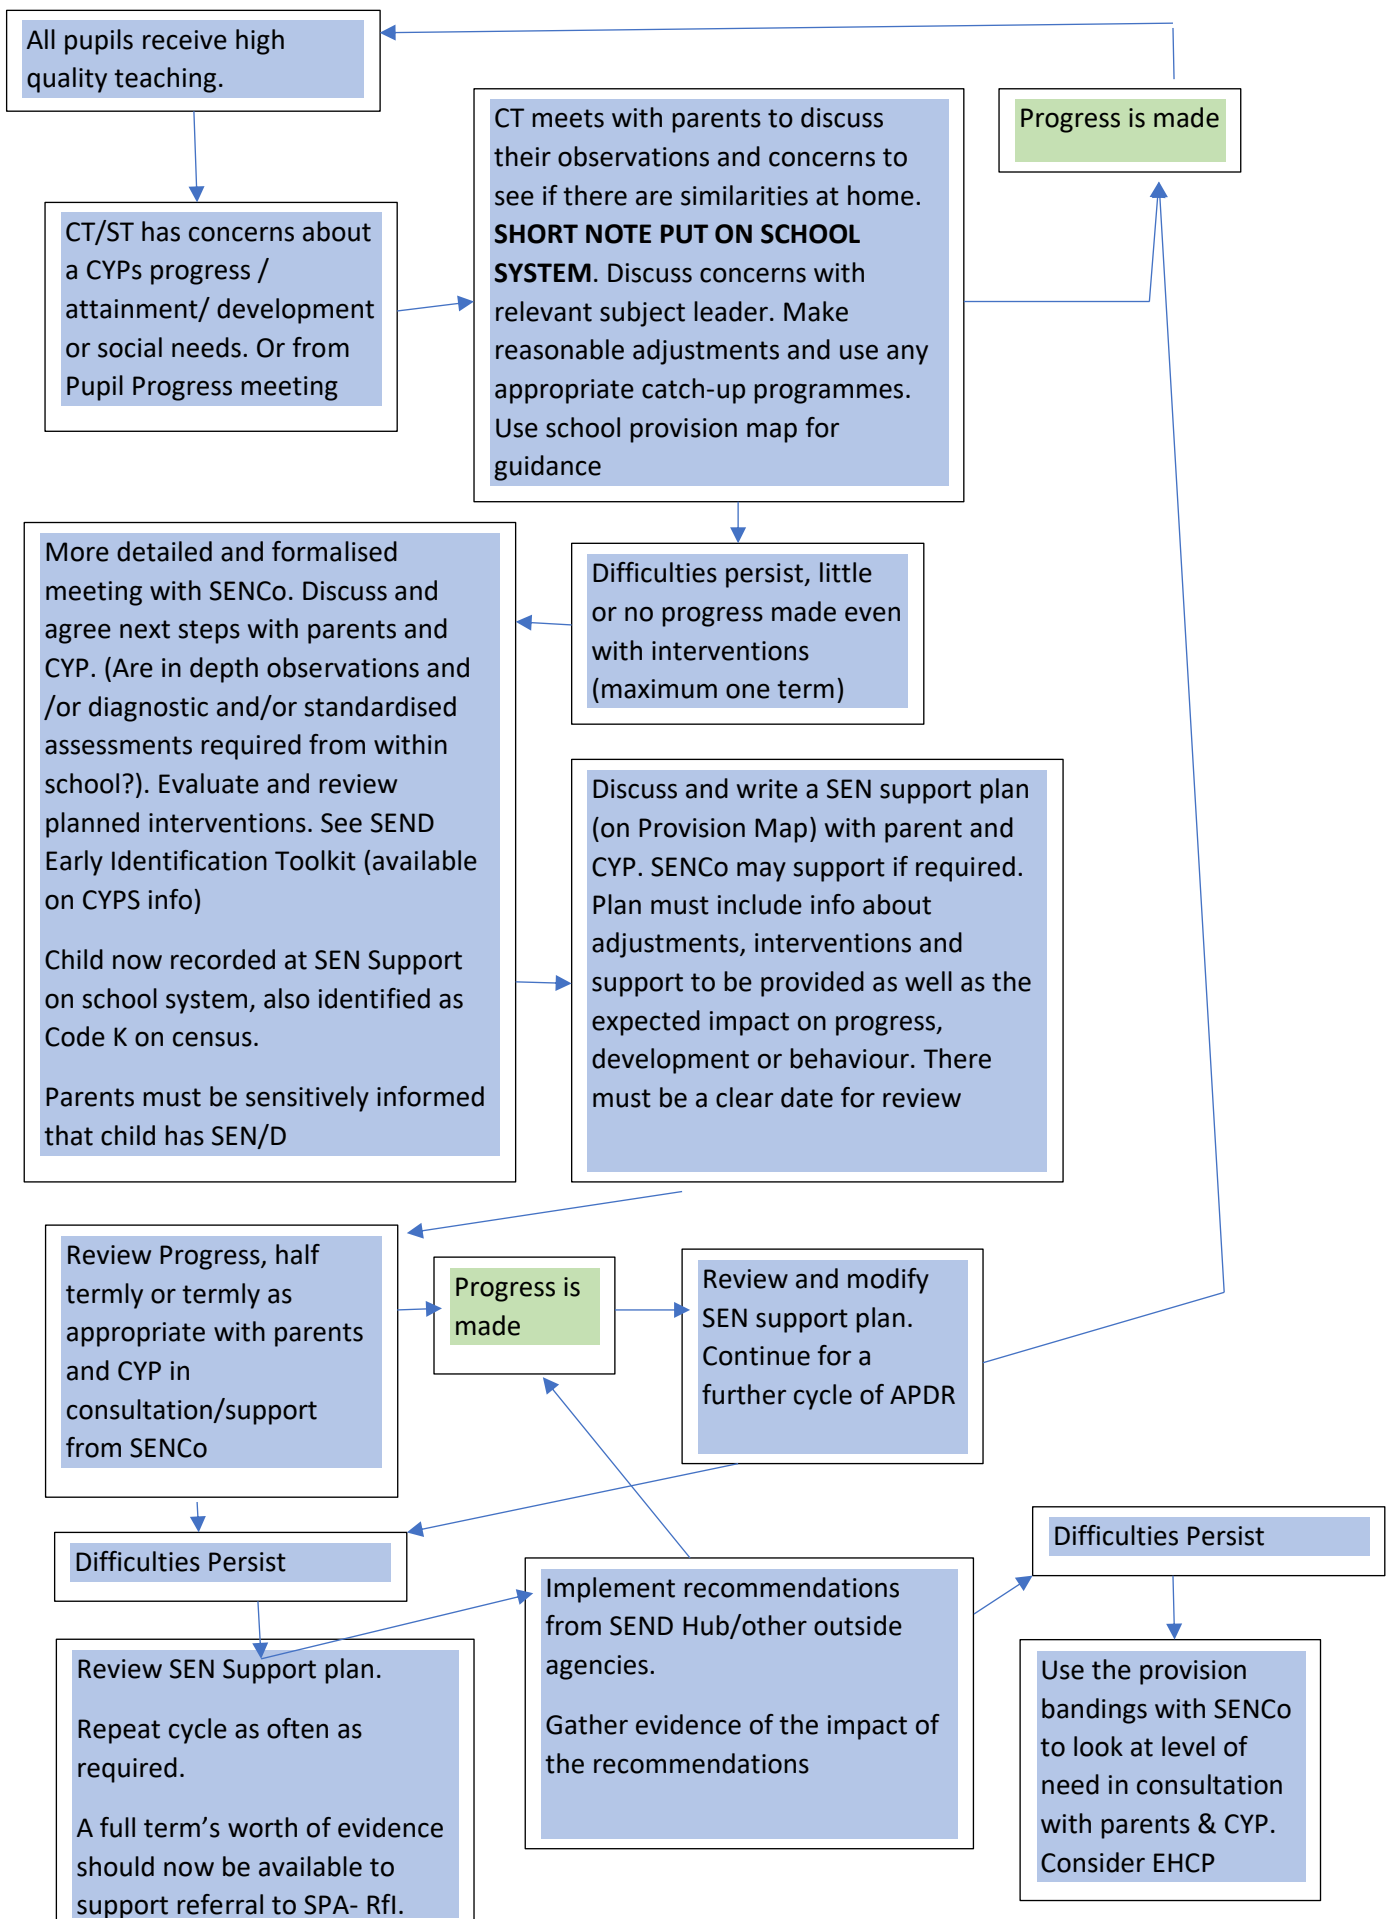 All pupils receive high
quality teaching.
Progress is made
CT meets with parents to discuss
their observations and concerns to
see if there are similarities at home.
SHORT NOTE PUT ON SCHOOL
SYSTEM. Discuss concerns with
relevant subject leader. Make
reasonable adjustments and use any
appropriate catch-up programmes.
Use school provision map for
guidance
CT/ST has concerns about
a CYPs progress /
attainment/ development
or social needs. Or from
Pupil Progress meeting
More detailed and formalised
meeting with SENCo. Discuss and
agree next steps with parents and
CYP. (Are in depth observations and
/or diagnostic and/or standardised
assessments required from within
school?). Evaluate and review
planned interventions. See SEND
Early Identification Toolkit (available
on CYPS info)
Child now recorded at SEN Support
on school system, also identified as
Code K on census.
Parents must be sensitively informed
that child has SEN/D
Difficulties persist, little
or no progress made even
with interventions
(maximum one term)
Discuss and write a SEN support plan
(on Provision Map) with parent and
CYP. SENCo may support if required.
Plan must include info about
adjustments, interventions and
support to be provided as well as the
expected impact on progress,
development or behaviour. There
must be a clear date for review
Review Progress, half
termly or termly as
appropriate with parents
and CYP in
consultation/support
from SENCo
Progress is
made
Review and modify
SEN support plan.
Continue for a
further cycle of APDR
Difficulties Persist
Difficulties Persist
Implement recommendations
from SEND Hub/other outside
agencies.
Gather evidence of the impact of
the recommendations
Review SEN Support plan.
Repeat cycle as often as
required.
A full term’s worth of evidence
should now be available to
support referral to SPA- RfI.
Use the provision
bandings with SENCo
to look at level of
need in consultation
with parents & CYP.
Consider EHCP